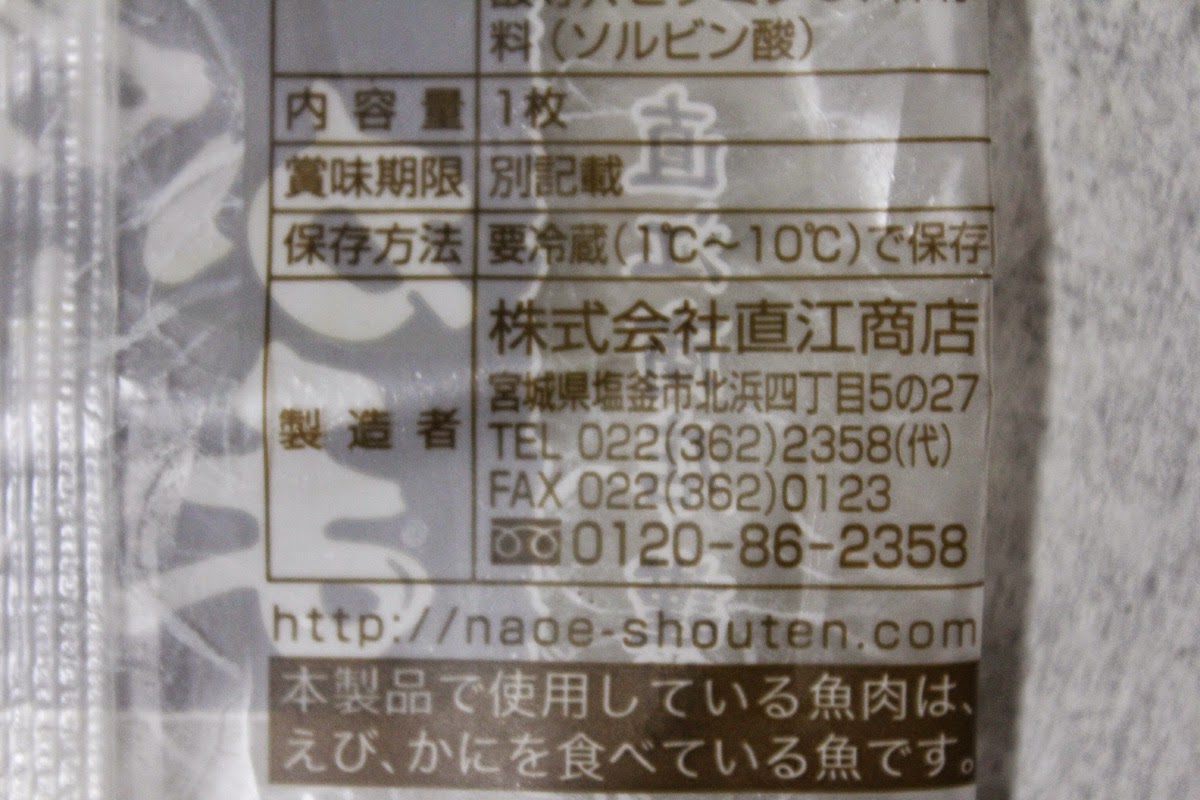 料(ソルビン酸)
内容量 1枚
賞味期限 別記載
保存方法 要冷蔵(1℃～10℃)で保存
製造者 株式会社直江商店
宮城県塩釜市北浜四丁目5の27
TEL 022(362)2358(代)
FAX 022(362)0123
0120-86-2358
http://naoe-shouten.com
本製品で使用している魚肉は、
えび、かにを食べている魚です。